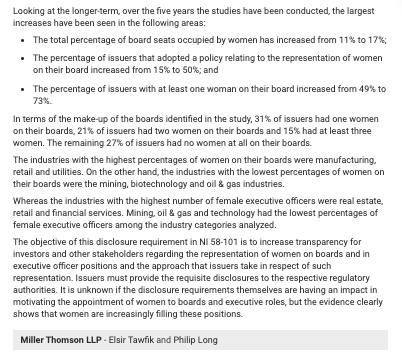 Looking at the longer-term, over the five years the studies have been conducted, the largest
increases have been seen in the following areas:
• The total percentage of board seats occupied by women has increased from 11% to 17%;
• The percentage of issuers that adopted a policy relating to the representation of women
on their board increased from 15% to 50%; and
• The percentage of issuers with at least one woman on their board increased from 49% to
73%.
In terms of the make-up of the boards identified in the study, 31% of issuers had one women
on their boards, 21% of issuers had two women on their boards and 15% had at least three
women. The remaining 27% of issuers had no women at all on their boards.
The industries with the highest percentages of women on their boards were manufacturing,
retail and utilities. On the other hand, the industries with the lowest percentages of women on
their boards were the mining, biotechnology and oil & gas industries.
Whereas the industries with the highest number of female executive officers were real estate,
retail and financial services. Mining, oil & gas and technology had the lowest percentages of
female executive officers among the industry categories analyzed.
The objective of this disclosure requirement in NI 58-101 is to increase transparency for
investors and other stakeholders regarding the representation of women on boards and in
executive officer positions and the approach that issuers take in respect of such
representation. Issuers must provide the requisite disclosures to the respective regulatory
authorities. It is unknown if the disclosure requirements themselves are having an impact in
motivating the appointment of women to boards and executive roles, but the evidence clearly
shows that women are increasingly filling these positions.
Miller Thomson LLP - Elsir Tawfik and Philip Long